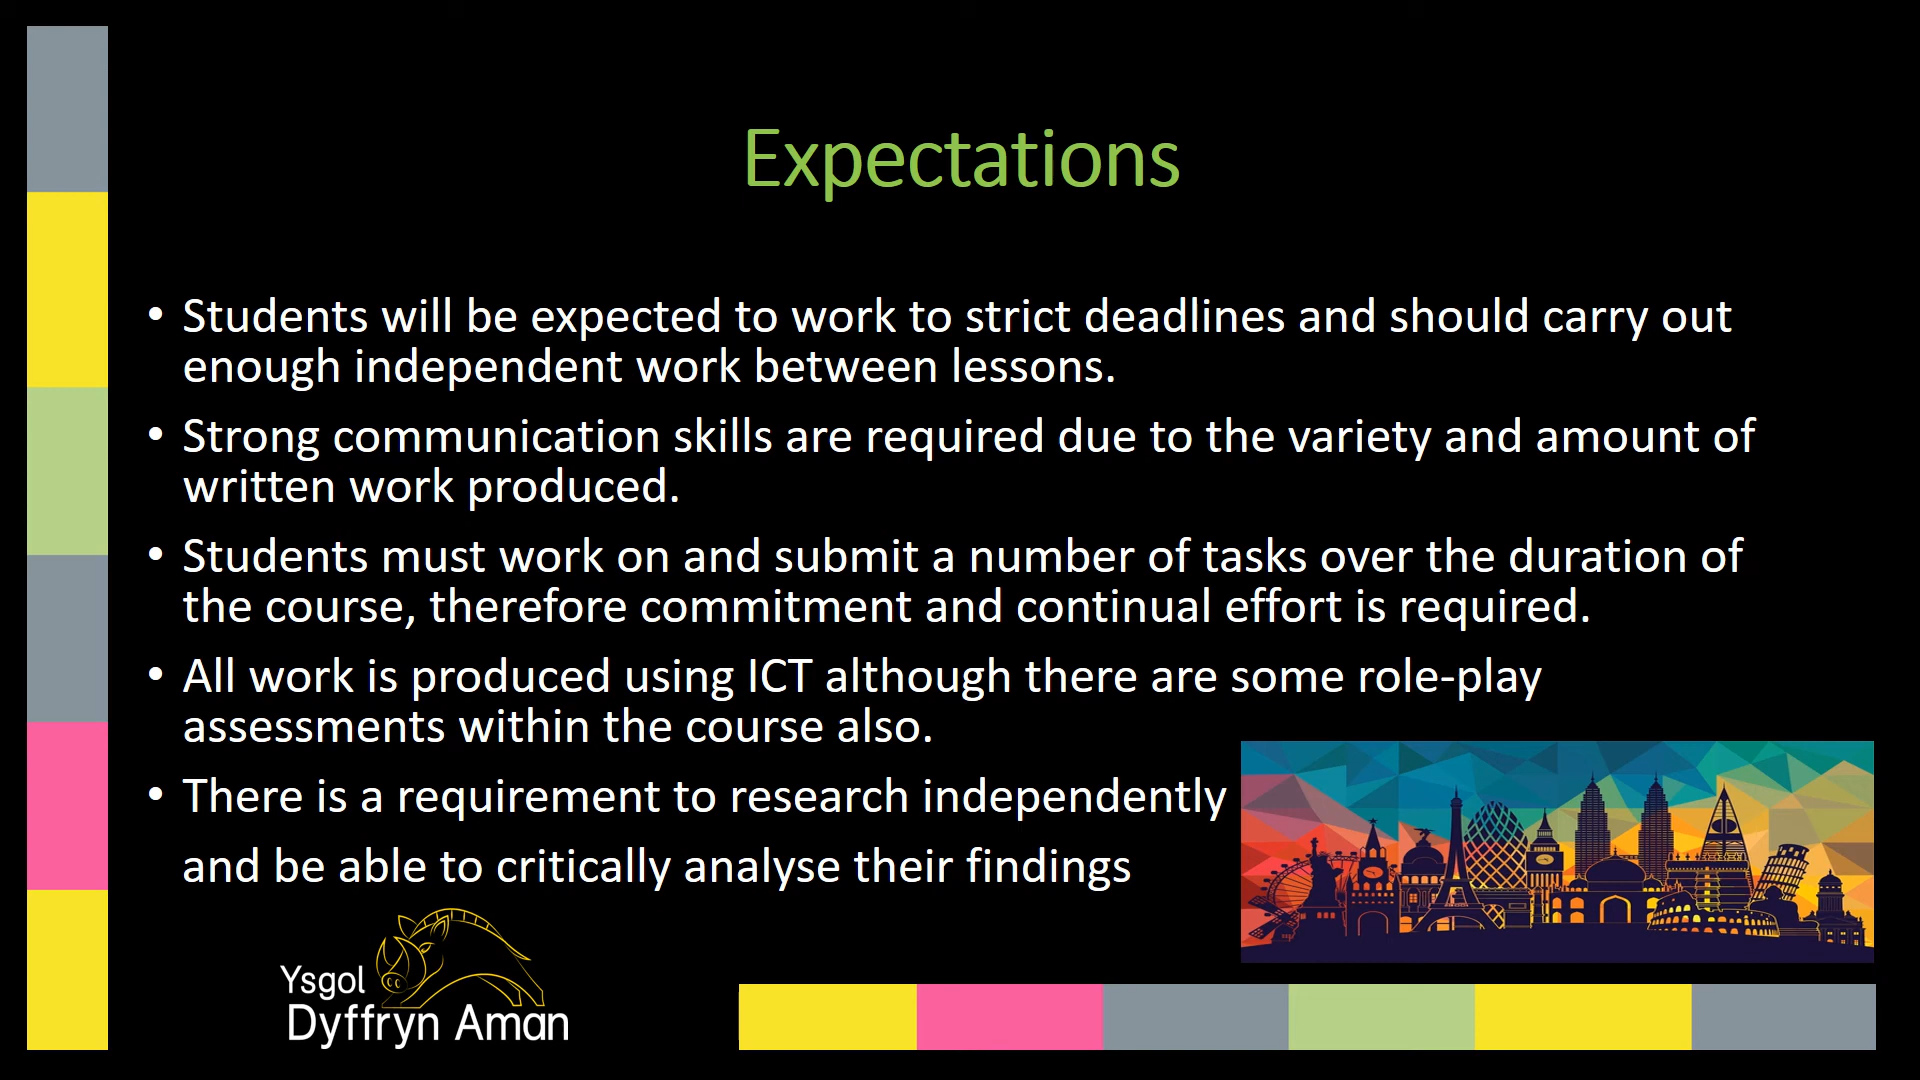 Expectations
• Students will be expected to work to strict deadlines and should carry out
enough independent work between lessons.
• Strong communication skills are required due to the variety and amount of
written work produced.
• Students must work on and submit a number of tasks over the duration of
the course, therefore commitment and continual effort is required.
• All work is produced using ICT although there are some role-play
assessments within the course also.
• There is a requirement to research independently
and be able to critically analyse their findings
Ysgol
Dyffryn Aman